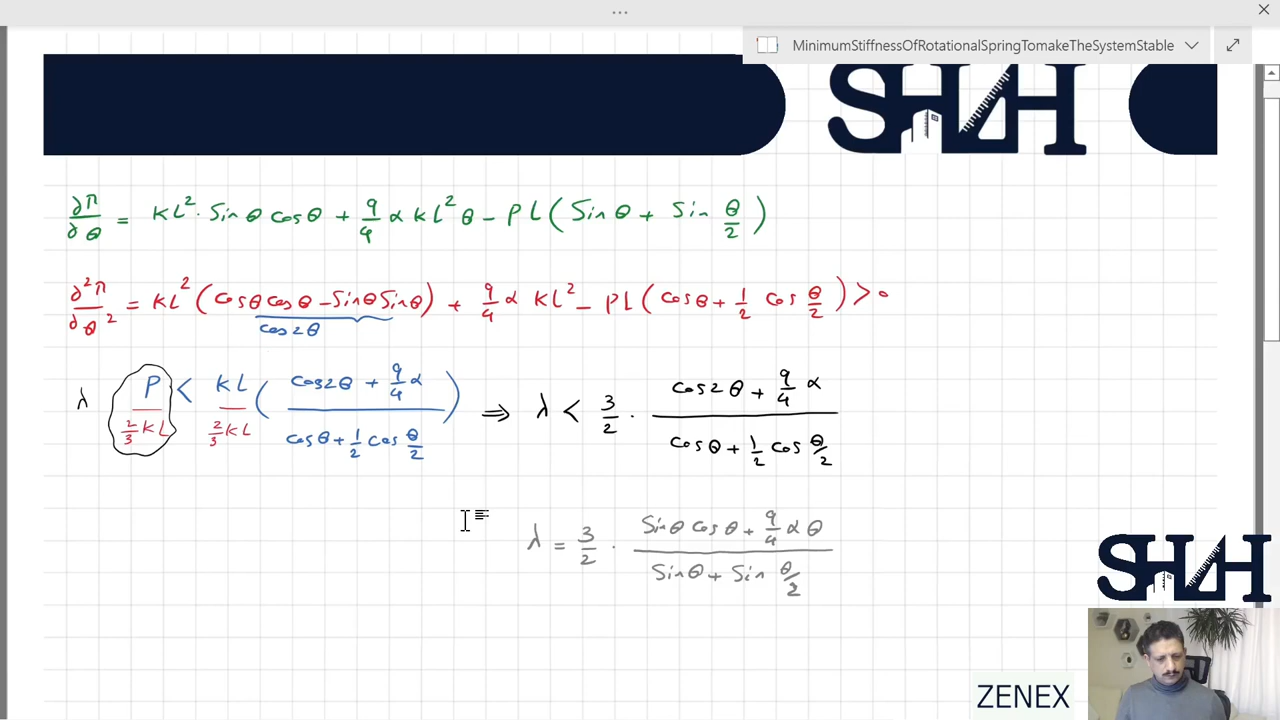 MinimumStiffnessOfRotationalSpringTomakeTheSystemStable
SHZH
∂π/∂θ = KL²·Sinθ cosθ + 9/4 α KL² θ − PL(Sinθ + Sin θ/2)
∂²π/∂θ² = KL²(Cosθcosθ − SinθSinθ) + 9/4 α KL² − PL(Cosθ + 1/2 Cos θ/2) > 0
Cos2θ
λ P/(2/3 KL) < KL/(2/3 KL) ((Cos2θ + 9/4 α)/(Cosθ + 1/2 Cos θ/2)) ⇒ λ < 3/2 · (Cos2θ + 9/4 α)/(Cosθ + 1/2 Cos θ/2)
λ = 3/2 · (Sinθ Cosθ + 9/4 αθ)/(Sinθ + Sin θ/2)
SHZH
ZENEX